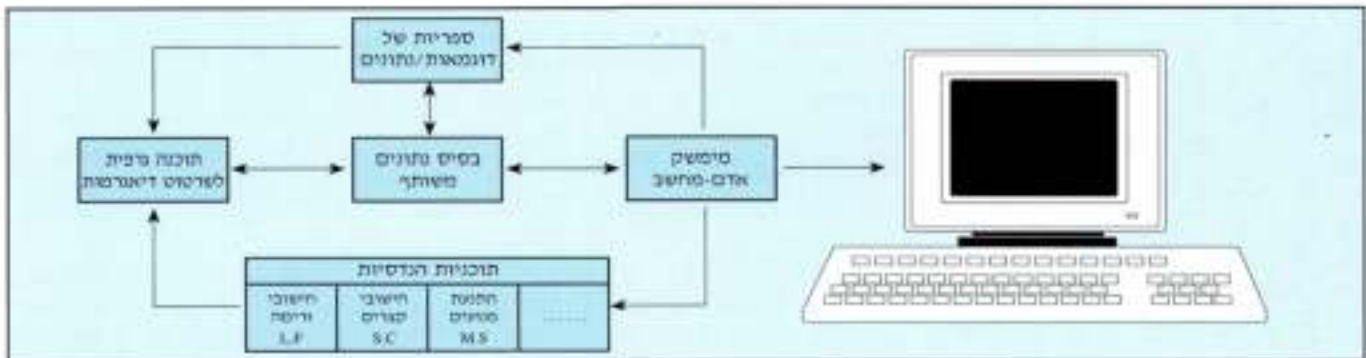 ספריות של
דוגמאות/נתונים
תוכנה גרפית
לשרטוט דיאגרמות
בסיס נתונים
משותף
מימשק
אדם-מחשב
תוכניות הנדסיות
חישובי
זרימה
L.F
חישובי
קצרים
S.C
התנעת
מנועים
M.S
......